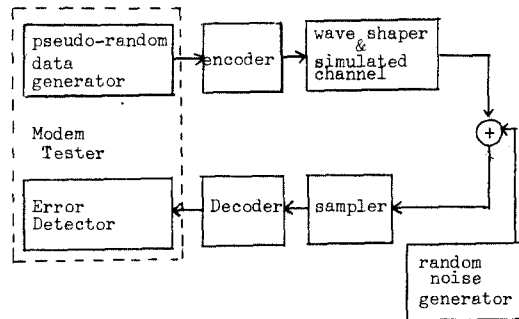 pseudo-random
data
generator
encoder
wave shaper
&
simulated
channel
+
Modem
Tester
Error
Detector
Decoder
sampler
random
noise
generator